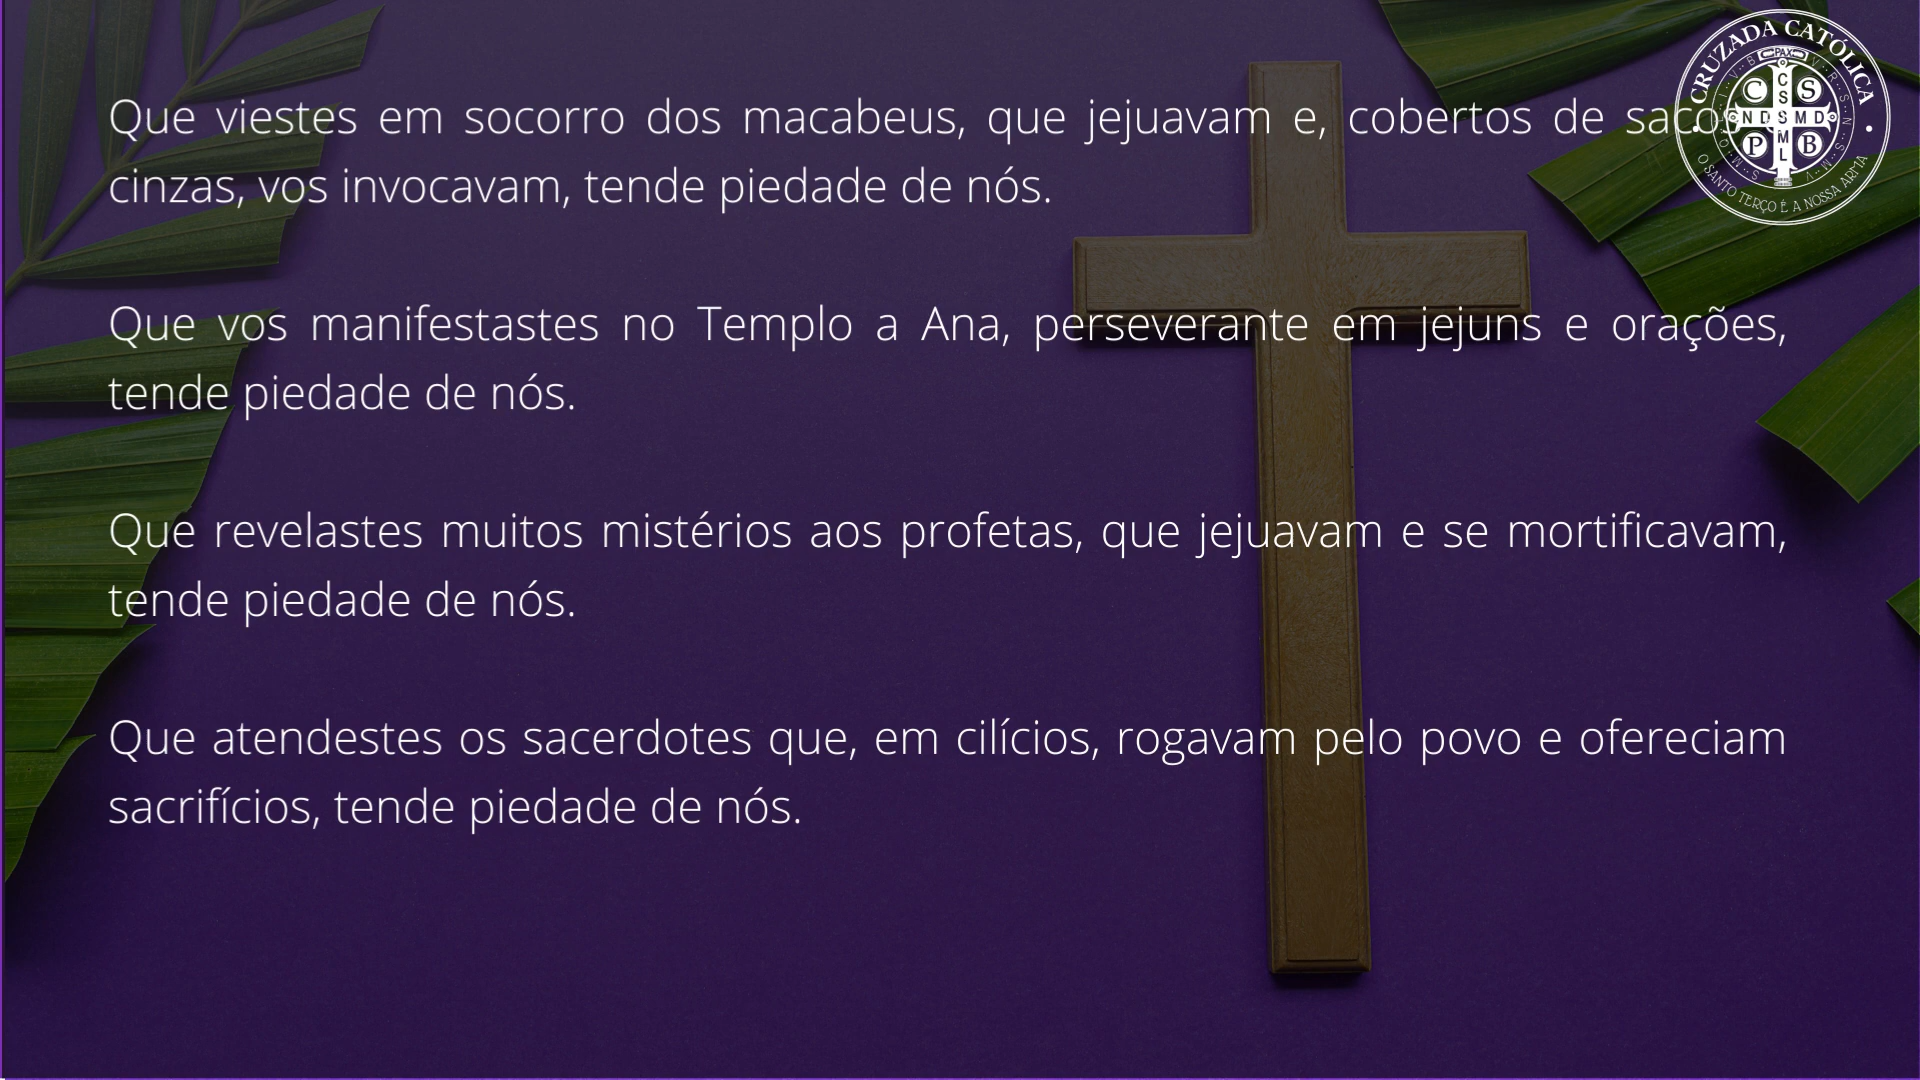 Que viestes em socorro dos macabeus, que jejuavam e, cobertos de sacos
cinzas, vos invocavam, tende piedade de nós.
Que vos manifestastes no Templo a Ana, perseverante em jejuns e orações,
tende piedade de nós.
Que revelastes muitos mistérios aos profetas, que jejuavam e se mortificavam,
tende piedade de nós.
Que atendestes os sacerdotes que, em cilícios, rogavam pelo povo e ofereciam
sacrifícios, tende piedade de nós.
CRUZADA CATÓLICA
PAX
C S
C S S M L
N D S M D
P B
O SANTO TERÇO É A NOSSA ARMA